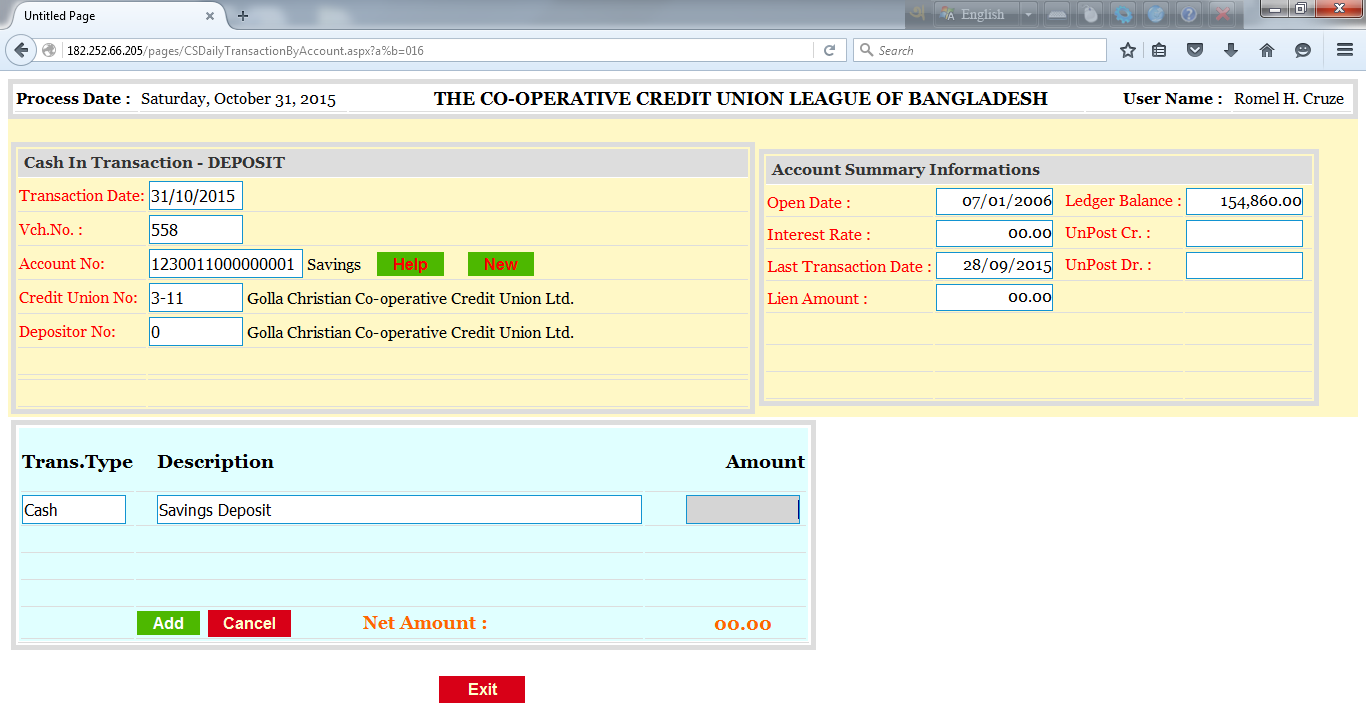 Untitled Page
English
182.252.66.205/pages/CSDailyTransactionByAccount.aspx?a%b=016
Search
Process Date : Saturday, October 31, 2015
THE CO-OPERATIVE CREDIT UNION LEAGUE OF BANGLADESH
User Name : Romel H. Cruze
Cash In Transaction - DEPOSIT
Transaction Date: 31/10/2015
Vch.No. : 558
Account No: 1230011000000001 Savings Help New
Credit Union No: 3-11 Golla Christian Co-operative Credit Union Ltd.
Depositor No: 0 Golla Christian Co-operative Credit Union Ltd.
Account Summary Informations
Open Date : 07/01/2006 Ledger Balance : 154,860.00
Interest Rate : 00.00 UnPost Cr. :
Last Transaction Date : 28/09/2015 UnPost Dr. :
Lien Amount : 00.00
Trans.Type Description Amount
Cash Savings Deposit
Add Cancel Net Amount : 00.00
Exit